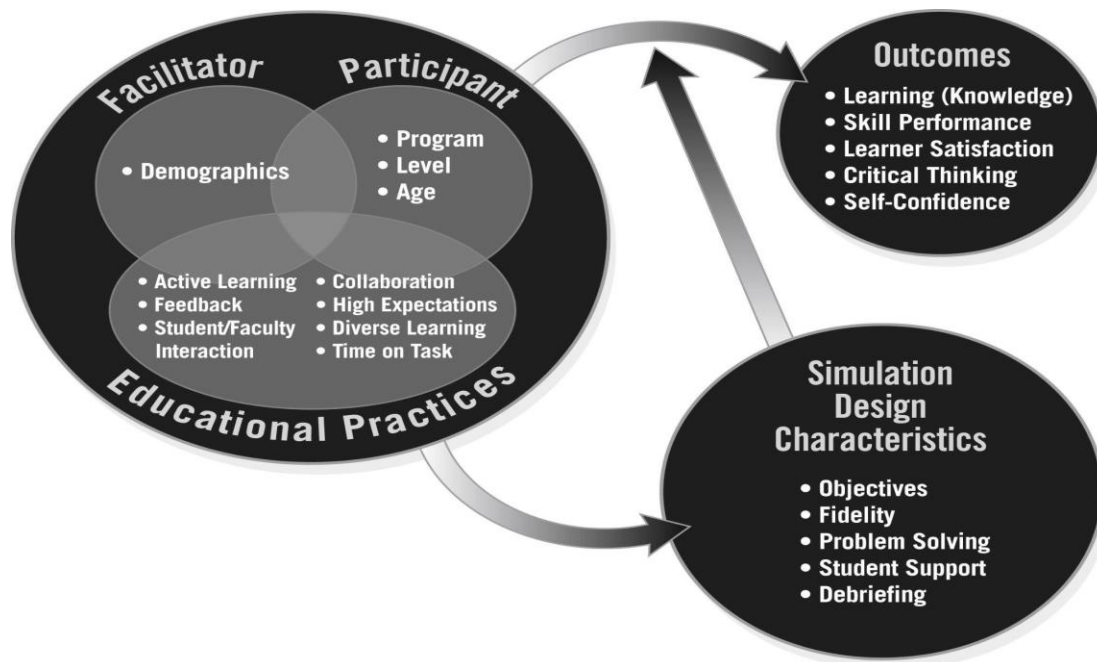 Facilitator
Participant
• Demographics
• Program
• Level
• Age
• Active Learning
• Feedback
• Student/Faculty
Interaction
• Collaboration
• High Expectations
• Diverse Learning
• Time on Task
Educational Practices
Outcomes
• Learning (Knowledge)
• Skill Performance
• Learner Satisfaction
• Critical Thinking
• Self-Confidence
Simulation
Design
Characteristics
• Objectives
• Fidelity
• Problem Solving
• Student Support
• Debriefing